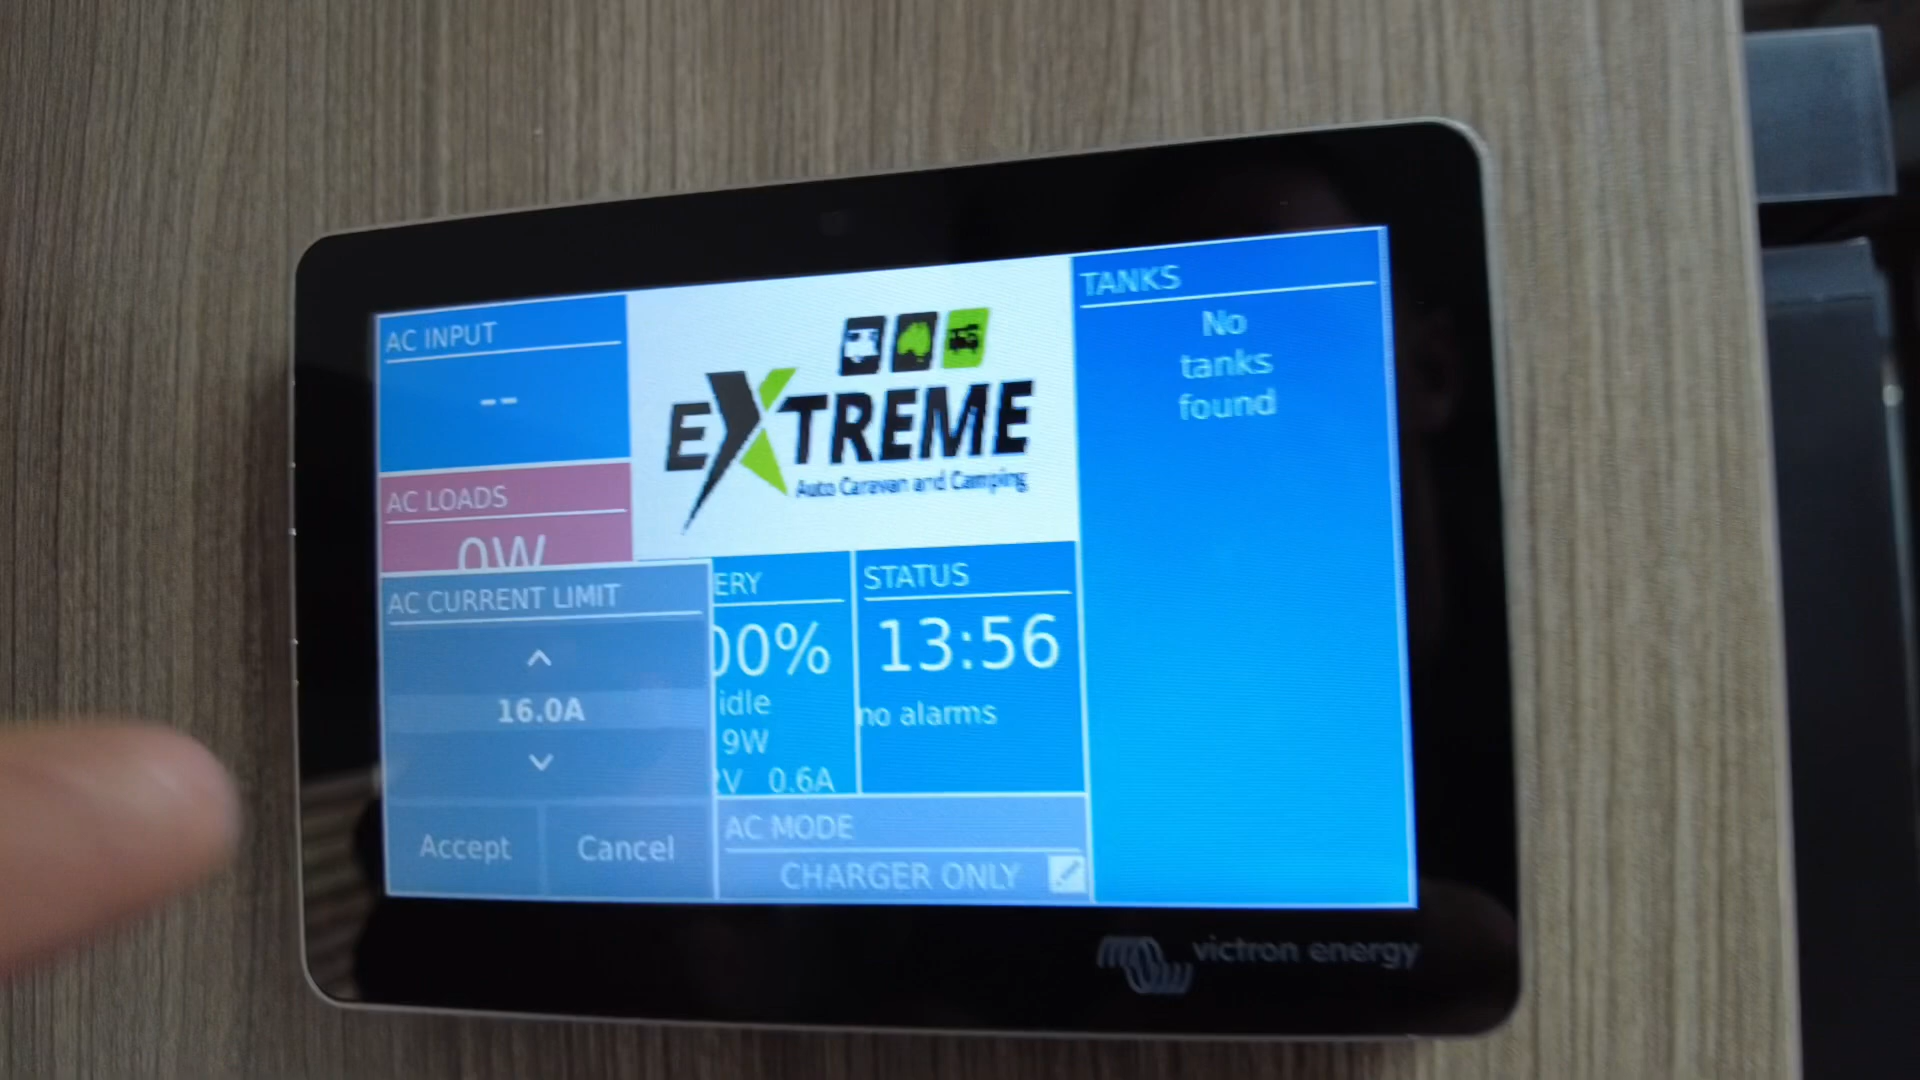 AC INPUT
--
AC LOADS
0W
AC CURRENT LIMIT
16.0A
Accept
Cancel
EXTREME
Auto Caravan and Camping
ERY
00%
idle
9W
V 0.6A
STATUS
13:56
no alarms
AC MODE
CHARGER ONLY
TANKS
No
tanks
found
victron energy